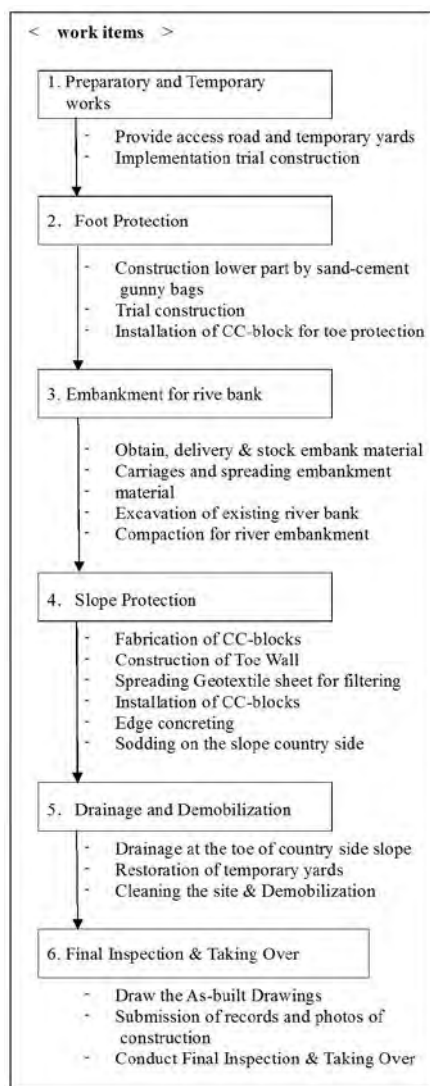 < work items >
1. Preparatory and Temporary
works
- Provide access road and temporary yards
- Implementation trial construction
2. Foot Protection
- Construction lower part by sand-cement
gunny bags
- Trial construction
- Installation of CC-block for toe protection
3. Embankment for rive bank
- Obtain, delivery & stock embank material
- Carriages and spreading embankment
- material
- Excavation of existing river bank
- Compaction for river embankment
4. Slope Protection
- Fabrication of CC-blocks
- Construction of Toe Wall
- Spreading Geotextile sheet for filtering
- Installation of CC-blocks
- Edge concreting
- Sodding on the slope country side
5. Drainage and Demobilization
- Drainage at the toe of country side slope
- Restoration of temporary yards
- Cleaning the site & Demobilization
6. Final Inspection & Taking Over
- Draw the As-built Drawings
- Submission of records and photos of
construction
- Conduct Final Inspection & Taking Over